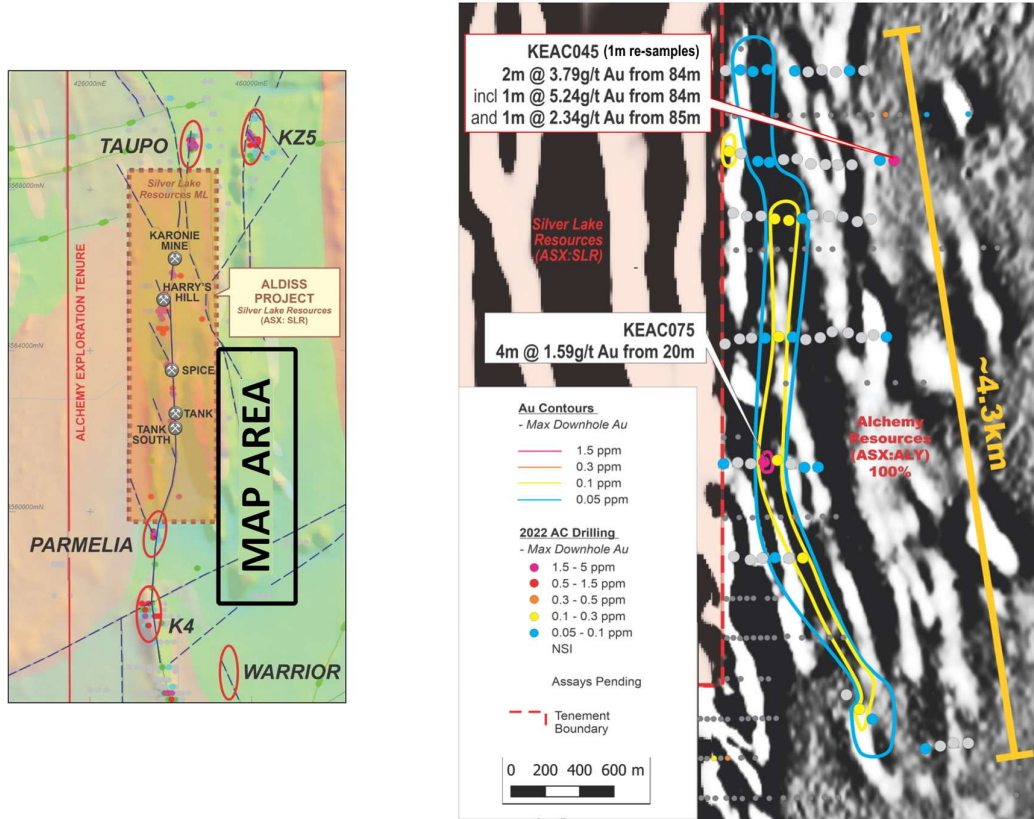 426000mE
460000mE
TAUPO
KZ5
Silver Lake
Resources ML
KARONIE
MINE
HARRY'S
HILL
ALDISS
PROJECT
Silver Lake Resources
(ASX: SLR)
ALCHEMY EXPLORATION TENURE
SPICE
TANK
TANK
SOUTH
MAP AREA
PARMELIA
K4
WARRIOR
KEAC045 (1m re-samples)
2m @ 3.79g/t Au from 84m
incl 1m @ 5.24g/t Au from 84m
and 1m @ 2.34g/t Au from 85m
Silver Lake
Resources
(ASX:SLR)
KEAC075
4m @ 1.59g/t Au from 20m
~4.3km
Alchemy
Resources
(ASX:ALY)
100%
Au Contours
- Max Downhole Au
1.5 ppm
0.3 ppm
0.1 ppm
0.05 ppm
2022 AC Drilling
- Max Downhole Au
1.5 - 5 ppm
0.5 - 1.5 ppm
0.3 - 0.5 ppm
0.1 - 0.3 ppm
0.05 - 0.1 ppm
NSI
Assays Pending
Tenement
Boundary
0 200 400 600 m